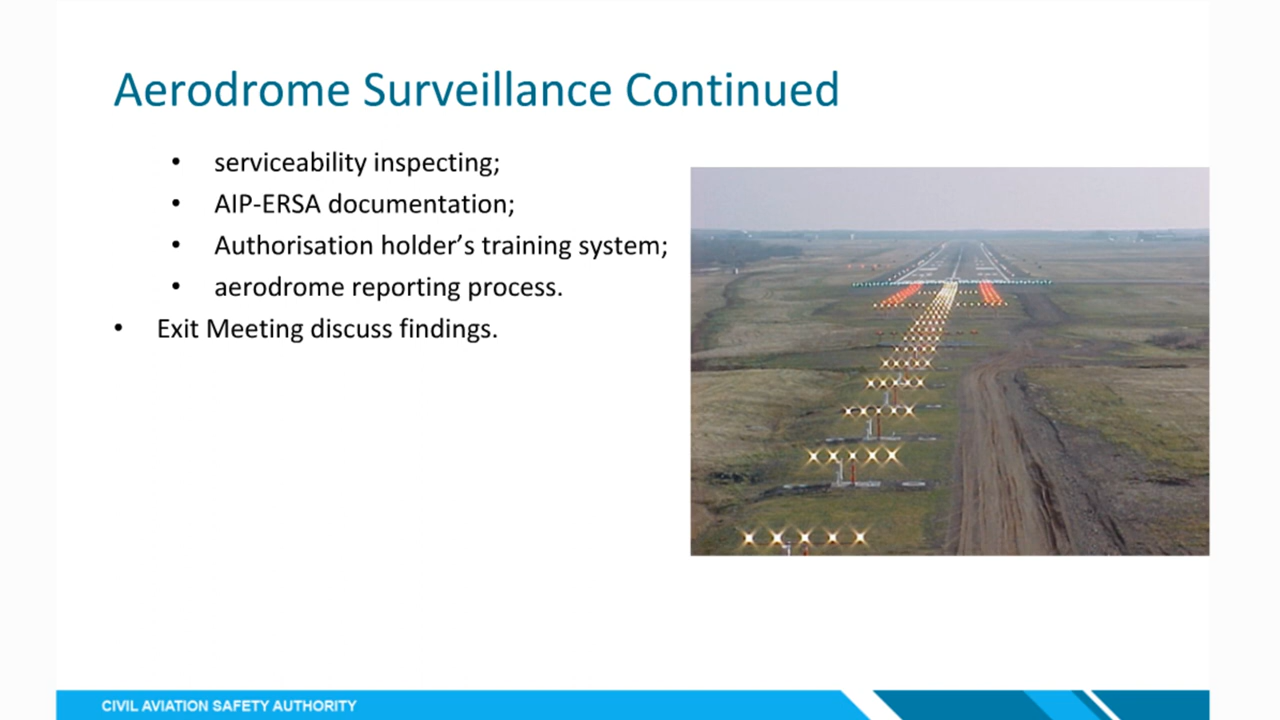 Aerodrome Surveillance Continued
• serviceability inspecting;
• AIP-ERSA documentation;
• Authorisation holder’s training system;
• aerodrome reporting process.
• Exit Meeting discuss findings.
CIVIL AVIATION SAFETY AUTHORITY